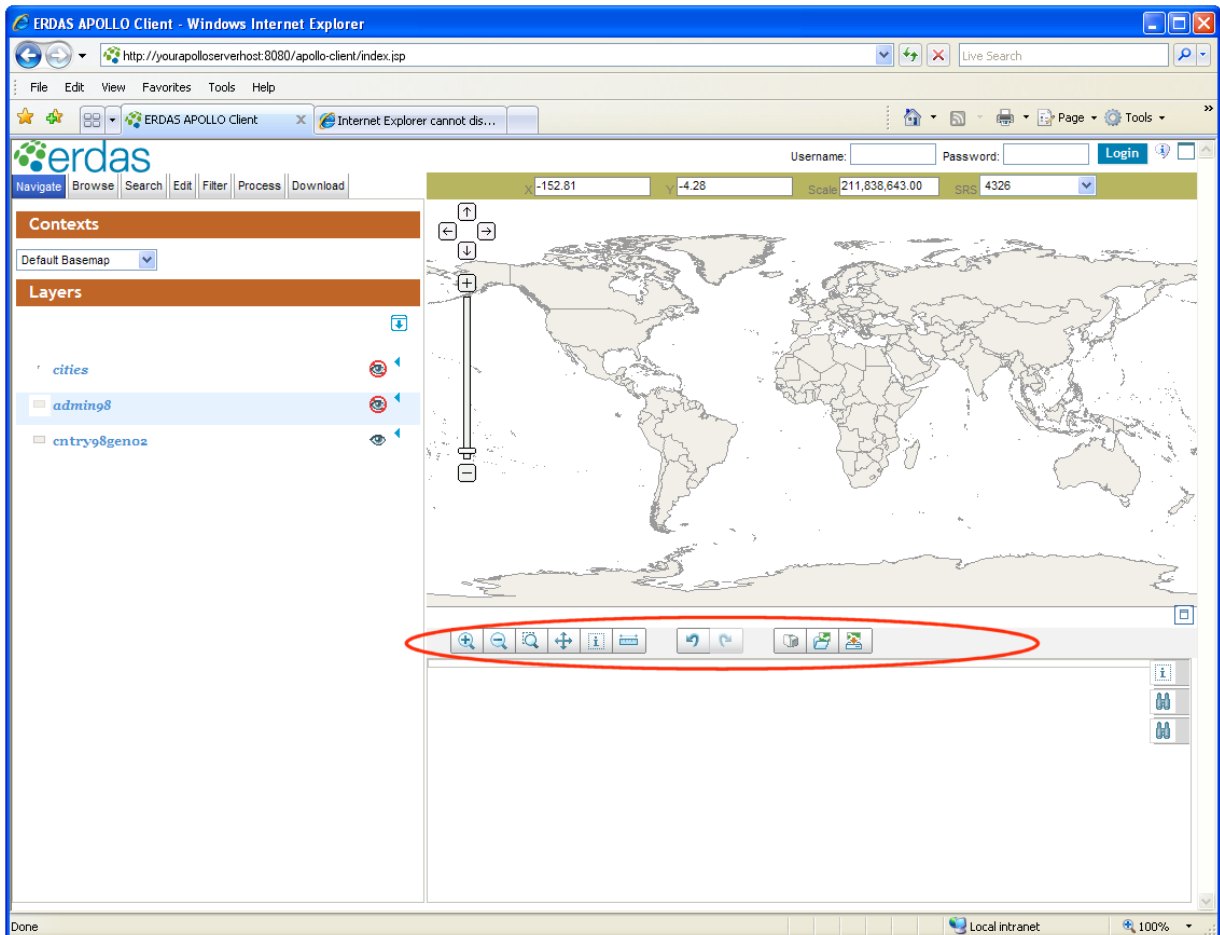 ERDAS APOLLO Client - Windows Internet Explorer
http://yourapolloserverhost:8080/apollo-client/index.jsp
Live Search
File Edit View Favorites Tools Help
ERDAS APOLLO Client X Internet Explorer cannot dis... Page Tools »
erdas
Username: Password: Login
Navigate Browse Search Edit Filter Process Download
X -152.81 Y -4.28 Scale 211,838,643.00 SRS 4326
Contexts
Default Basemap
Layers
cities
admin98
cntry98gen02
Done
Local intranet
100%